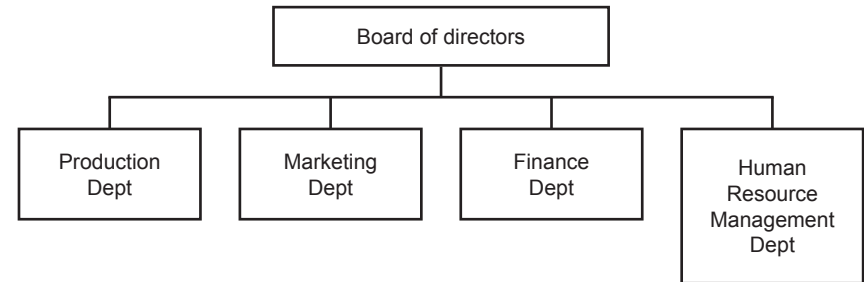 Board of directors
Production
Dept
Marketing
Dept
Finance
Dept
Human
Resource
Management
Dept